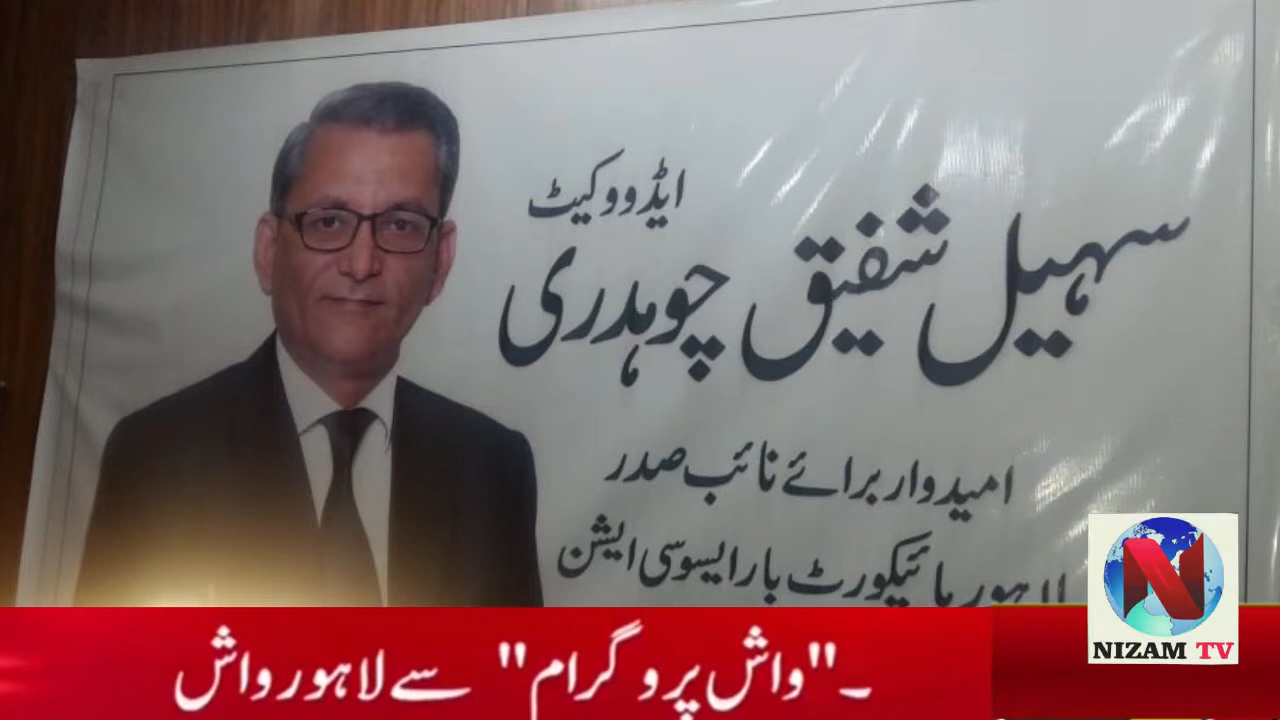 ایڈووکیٹ
سہیل شفیق چوہدری
امیدوار برائے نائب صدر
لاہور ہائیکورٹ بار ایسوسی ایشن
NIZAM TV
۔"واش پروگرام" سے لاہور واش